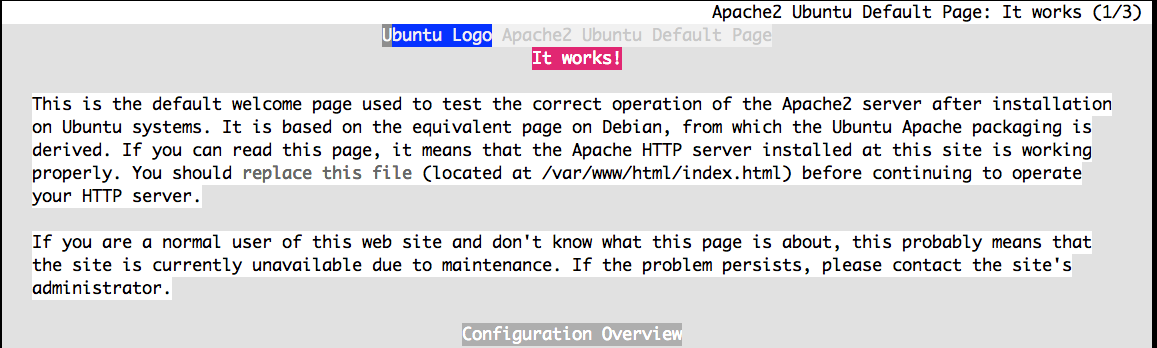 Apache2 Ubuntu Default Page: It works (1/3)
Ubuntu Logo Apache2 Ubuntu Default Page
It works!
This is the default welcome page used to test the correct operation of the Apache2 server after installation
on Ubuntu systems. It is based on the equivalent page on Debian, from which the Ubuntu Apache packaging is
derived. If you can read this page, it means that the Apache HTTP server installed at this site is working
properly. You should replace this file (located at /var/www/html/index.html) before continuing to operate
your HTTP server.
If you are a normal user of this web site and don't know what this page is about, this probably means that
the site is currently unavailable due to maintenance. If the problem persists, please contact the site's
administrator.
Configuration Overview